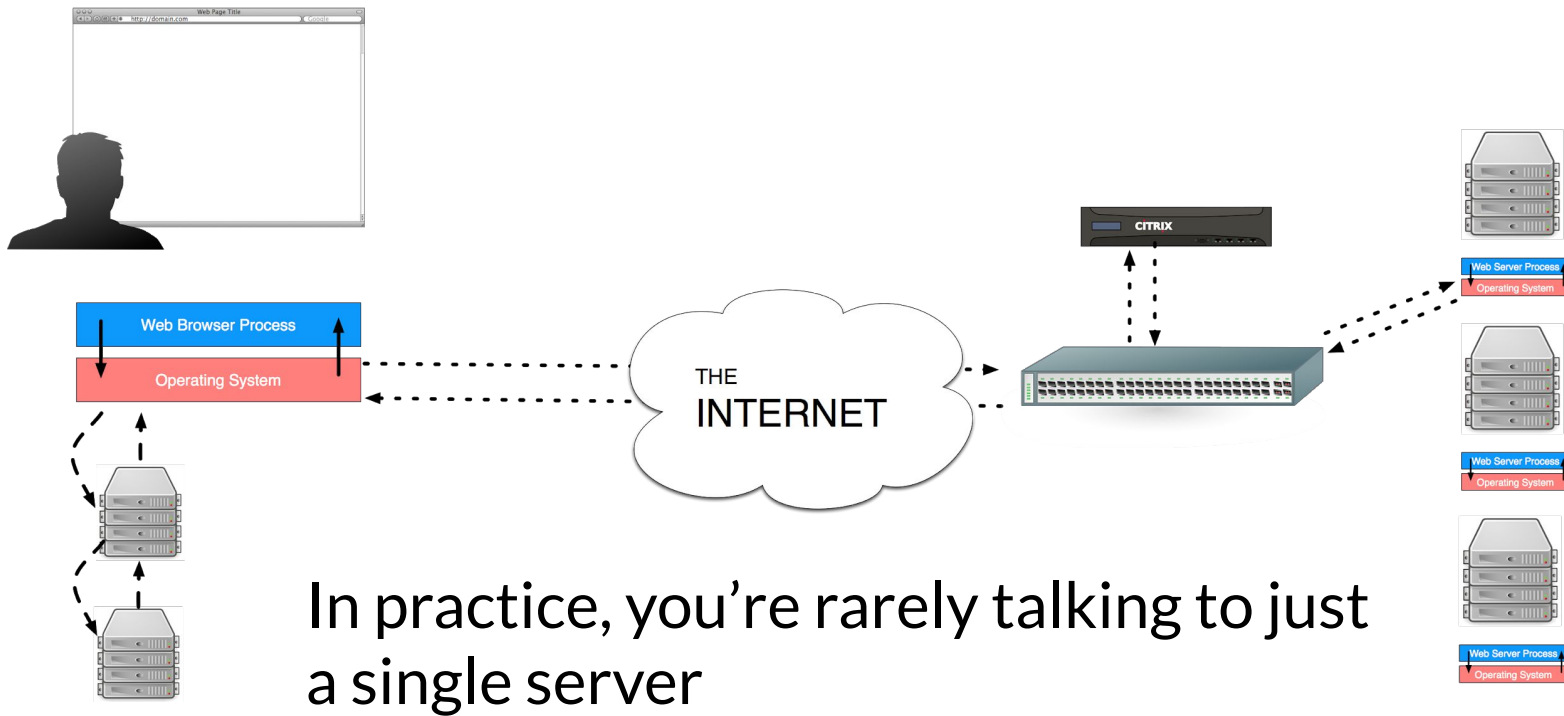 Web Page Title
http://domain.com
Google
CITRIX
Web Server Process
Operating System
Web Browser Process
Operating System
THE
INTERNET
Web Server Process
Operating System
In practice, you’re rarely talking to just
a single server
Web Server Process
Operating System